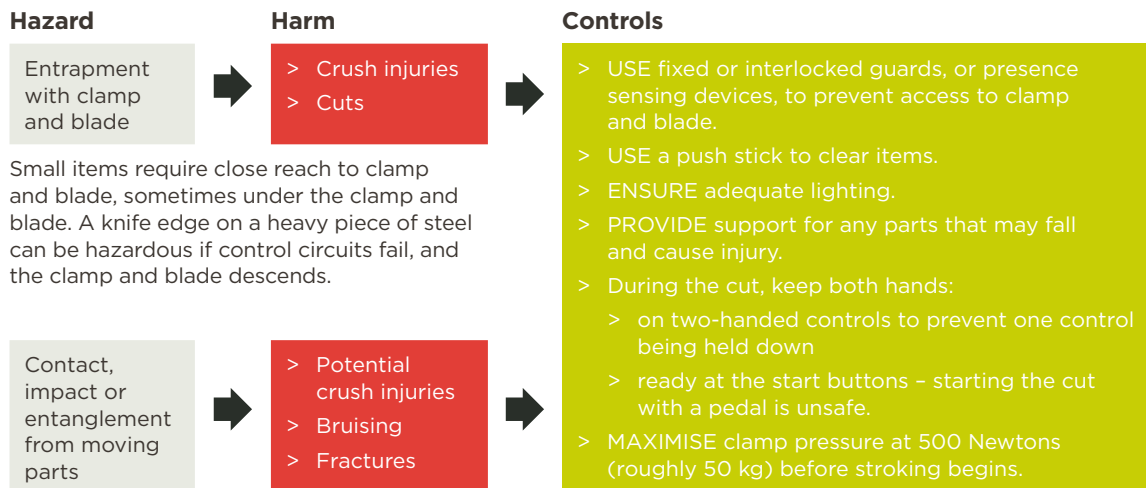 Hazard
Harm
Controls
Entrapment
with clamp
and blade
> Crush injuries
> Cuts
Small items require close reach to clamp
and blade, sometimes under the clamp and
blade. A knife edge on a heavy piece of steel
can be hazardous if control circuits fail, and
the clamp and blade descends.
Contact,
impact or
entanglement
from moving
parts
> Potential
crush injuries
> Bruising
> Fractures
> USE fixed or interlocked guards, or presence
sensing devices, to prevent access to clamp
and blade.
> USE a push stick to clear items.
> ENSURE adequate lighting.
> PROVIDE support for any parts that may fall
and cause injury.
> During the cut, keep both hands:
> on two-handed controls to prevent one control
being held down
> ready at the start buttons – starting the cut
with a pedal is unsafe.
> MAXIMISE clamp pressure at 500 Newtons
(roughly 50 kg) before stroking begins.